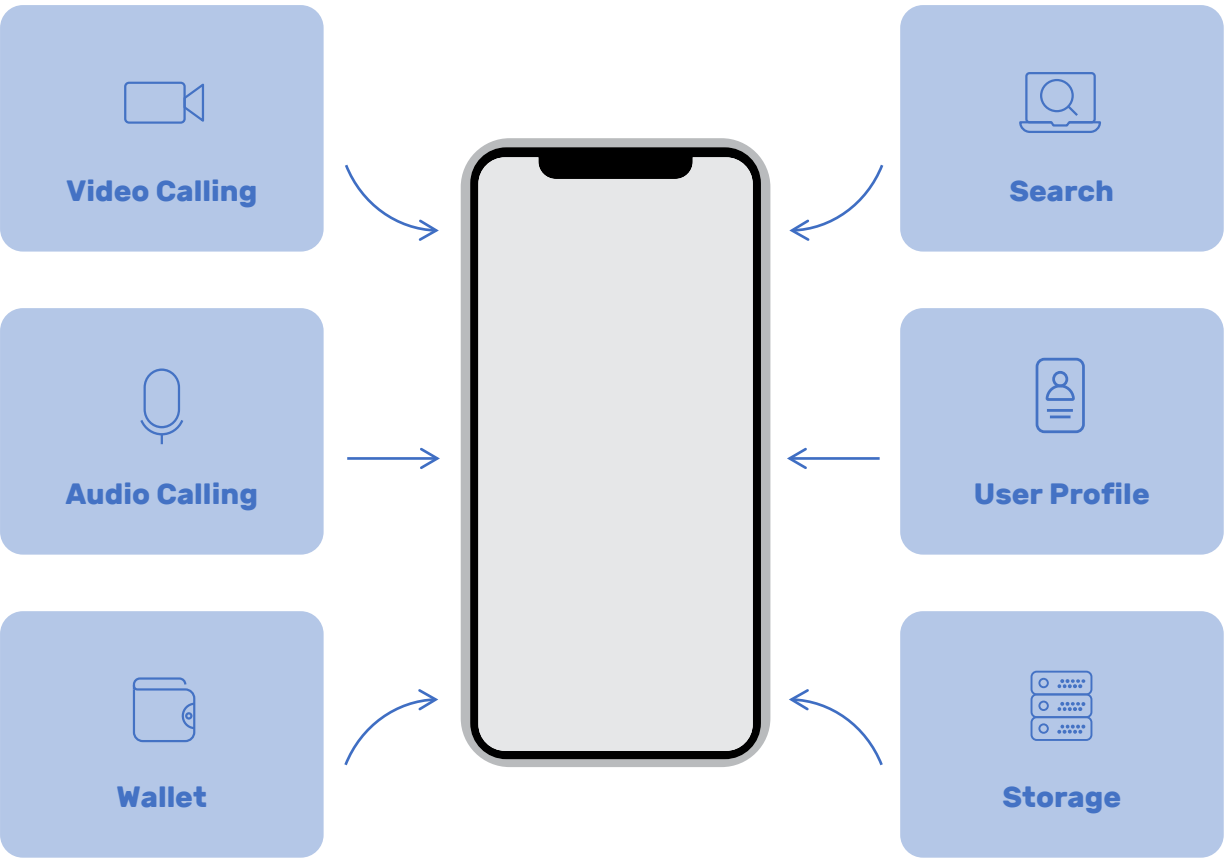 Video Calling
Search
Audio Calling
User Profile
Wallet
Storage